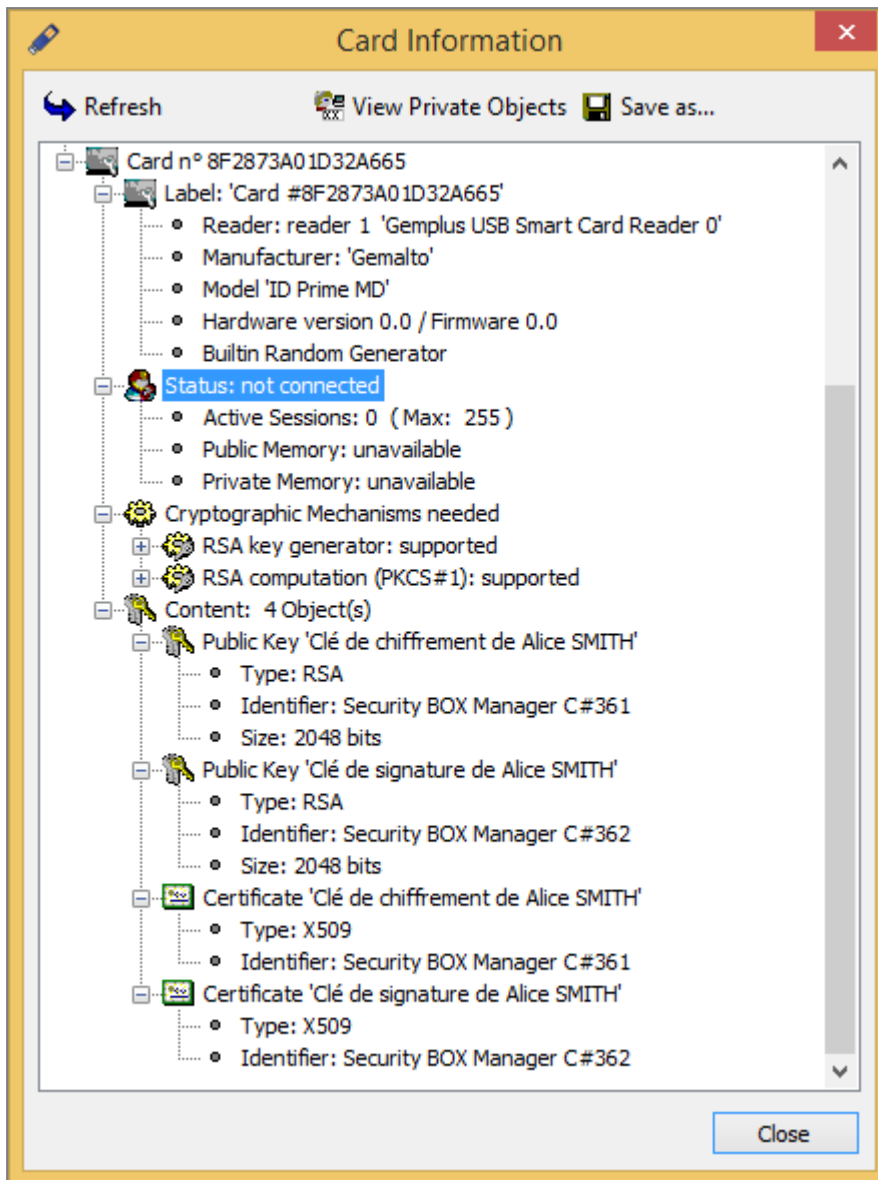 Card Information
Refresh View Private Objects Save as...
Card n° 8F2873A01D32A665
Label: 'Card #8F2873A01D32A665'
Reader: reader 1 'Gemplus USB Smart Card Reader 0'
Manufacturer: 'Gemalto'
Model 'ID Prime MD'
Hardware version 0.0 / Firmware 0.0
Builtin Random Generator
Status: not connected
Active Sessions: 0 ( Max: 255 )
Public Memory: unavailable
Private Memory: unavailable
Cryptographic Mechanisms needed
RSA key generator: supported
RSA computation (PKCS#1): supported
Content: 4 Object(s)
Public Key 'Clé de chiffrement de Alice SMITH'
Type: RSA
Identifier: Security BOX Manager C#361
Size: 2048 bits
Public Key 'Clé de signature de Alice SMITH'
Type: RSA
Identifier: Security BOX Manager C#362
Size: 2048 bits
Certificate 'Clé de chiffrement de Alice SMITH'
Type: X509
Identifier: Security BOX Manager C#361
Certificate 'Clé de signature de Alice SMITH'
Type: X509
Identifier: Security BOX Manager C#362
Close